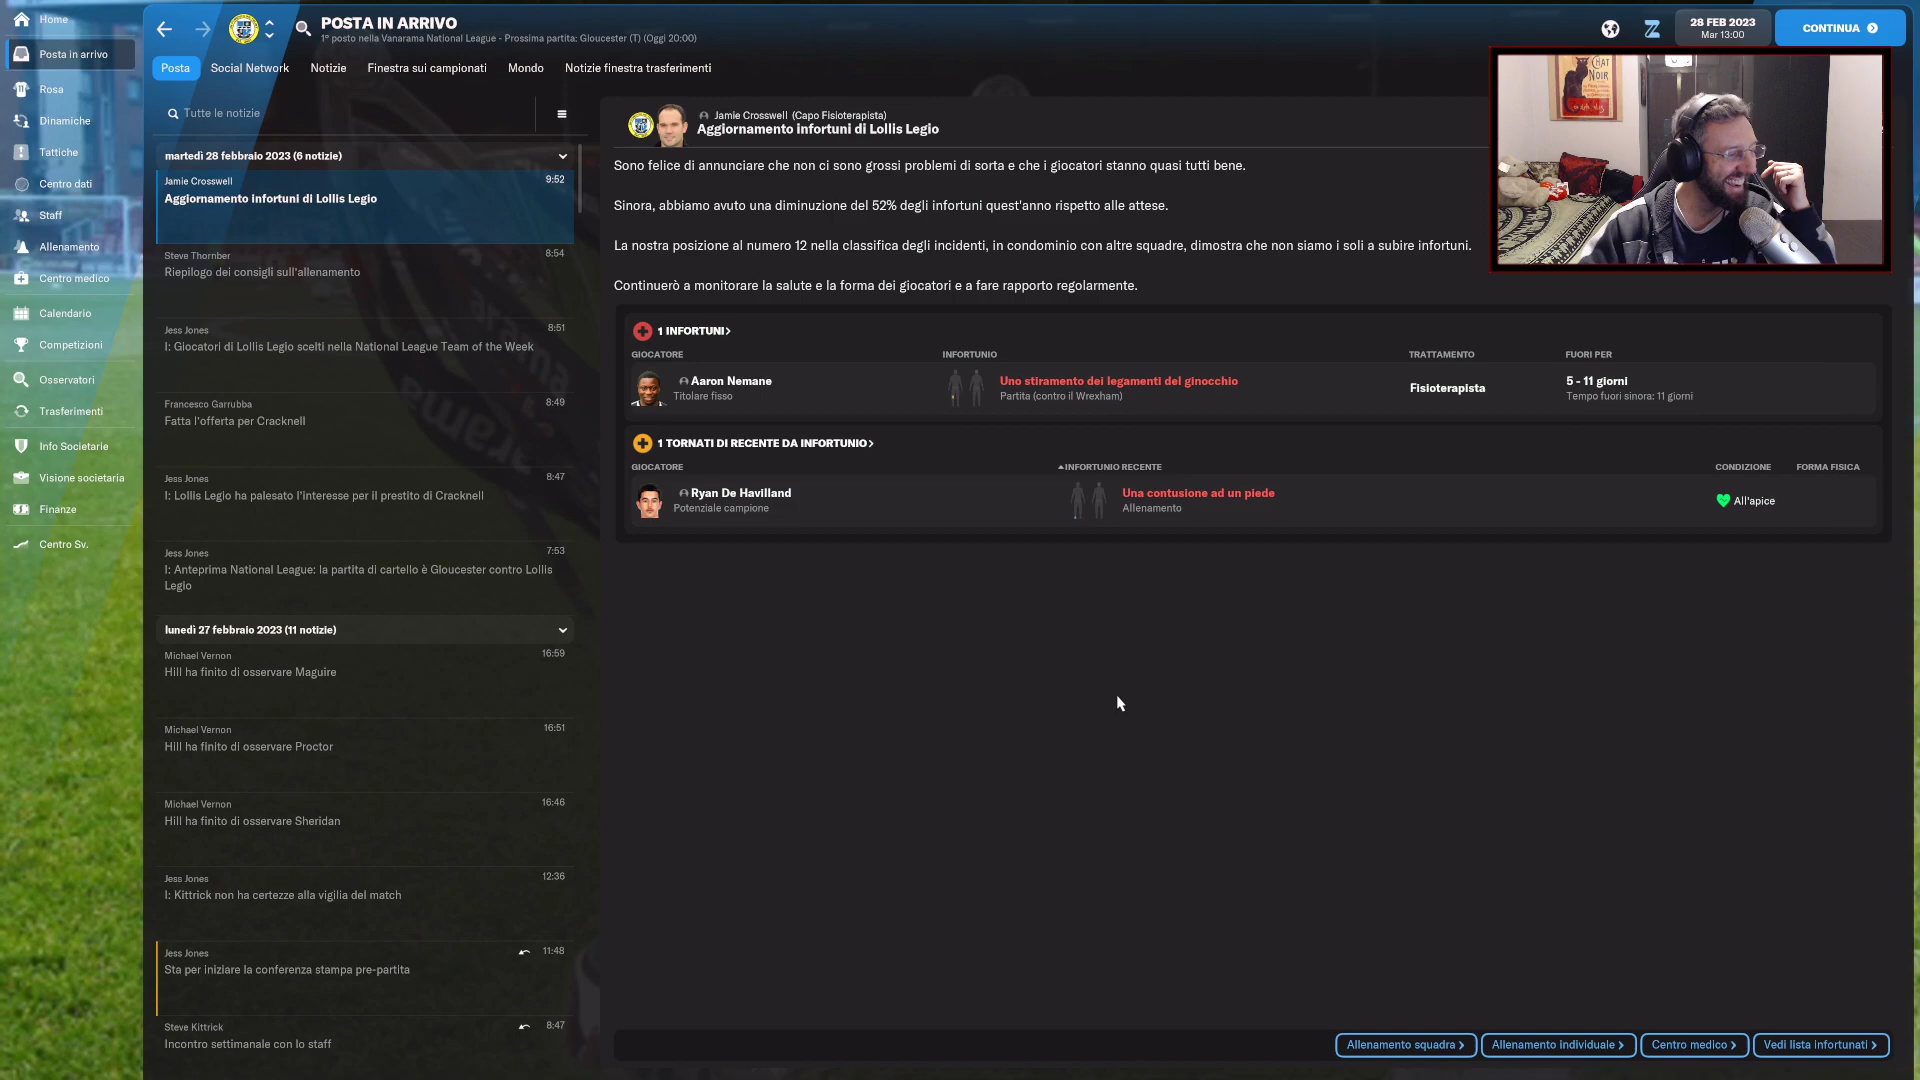 Home
Posta in arrivo
Rosa
Dinamiche
Tattiche
Centro dati
Staff
Allenamento
Centro medico
Calendario
Competizioni
Osservatori
Trasferimenti
Info Societarie
Visione societaria
Finanze
Centro Sv.
POSTA IN ARRIVO
1° posto nella Vanarama National League - Prossima partita: Gloucester (T) (Oggi 20:00)
28 FEB 2023
Mar 13:00
CONTINUA
Posta
Social Network
Notizie
Finestra sui campionati
Mondo
Notizie finestra trasferimenti
Tutte le notizie
martedì 28 febbraio 2023 (6 notizie)
Jamie Crosswell 9:52
Aggiornamento infortuni di Lollis Legio
Steve Thornber 8:54
Riepilogo dei consigli sull'allenamento
Jess Jones 8:51
I: Giocatori di Lollis Legio scelti nella National League Team of the Week
Francesco Garrubba 8:49
Fatta l'offerta per Cracknell
Jess Jones 8:47
I: Lollis Legio ha palesato l'interesse per il prestito di Cracknell
Jess Jones 7:53
I: Anteprima National League: la partita di cartello è Gloucester contro Lollis
Legio
lunedì 27 febbraio 2023 (11 notizie)
Michael Vernon 16:59
Hill ha finito di osservare Maguire
Michael Vernon 16:51
Hill ha finito di osservare Proctor
Michael Vernon 16:46
Hill ha finito di osservare Sheridan
Jess Jones 12:36
I: Kittrick non ha certezze alla vigilia del match
Jess Jones 11:48
Sta per iniziare la conferenza stampa pre-partita
Steve Kittrick 8:47
Incontro settimanale con lo staff
Jamie Crosswell (Capo Fisioterapista)
Aggiornamento infortuni di Lollis Legio
Sono felice di annunciare che non ci sono grossi problemi di sorta e che i giocatori stanno quasi tutti bene.
Sinora, abbiamo avuto una diminuzione del 52% degli infortuni quest'anno rispetto alle attese.
La nostra posizione al numero 12 nella classifica degli incidenti, in condominio con altre squadre, dimostra che non siamo i soli a subire infortuni.
Continuerò a monitorare la salute e la forma dei giocatori e a fare rapporto regolarmente.
1 INFORTUNI>
GIOCATORE INFORTUNIO TRATTAMENTO FUORI PER
Aaron Nemane Uno stiramento dei legamenti del ginocchio Fisioterapista 5 - 11 giorni
Titolare fisso Partita (contro il Wrexham) Tempo fuori sinora: 11 giorni
1 TORNATI DI RECENTE DA INFORTUNIO>
GIOCATORE INFORTUNIO RECENTE CONDIZIONE FORMA FISICA
Ryan De Havilland Una contusione ad un piede All'apice
Potenziale campione Allenamento
Allenamento squadra >
Allenamento individuale >
Centro medico >
Vedi lista infortunati >
CHAT
NOIR